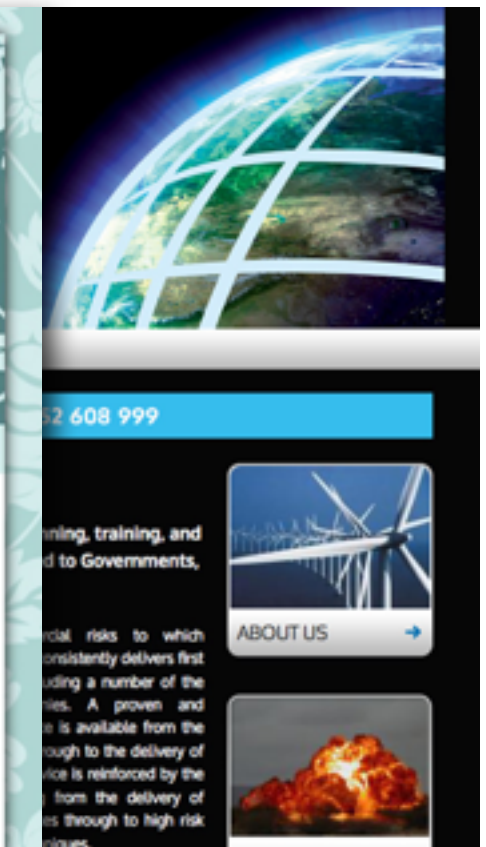 52 608 999
nning, training, and
d to Governments,
rcial risks to which
onsistently delivers first
uding a number of the
nies. A proven and
e is available from the
rough to the delivery of
vice is reinforced by the
from the delivery of
es through to high risk
niques
ABOUT US